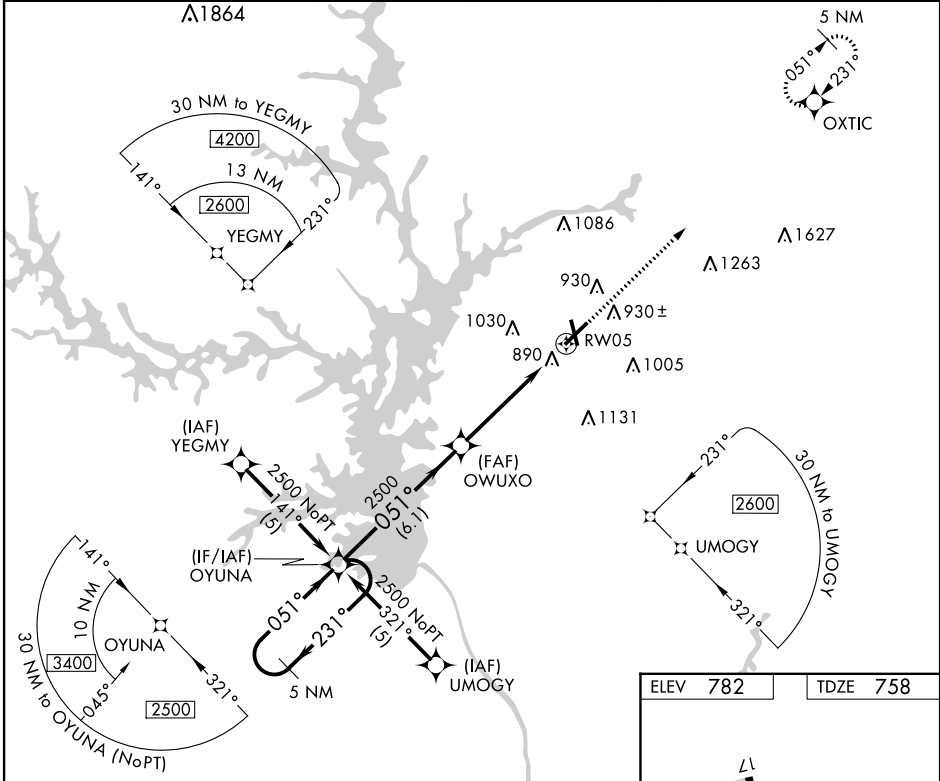 1864
5 NM
051°
231°
OXTIC
30 NM to YEGMY
4200
13 NM
141°
2600
231°
YEGMY
1086
1627
1263
930
930 ±
1030
RW05
890
1005
1131
(IAF)
YEGMY
2500 NoPT
141°
(5)
(FAF)
OWUXO
2500
051°
(6.1)
231°
30 NM to UMOGY
2600
UMOGY
321°
(IF/IAF)
OYUNA
2500 NoPT
321°
(5)
051°
231°
5 NM
(IAF)
UMOGY
141°
10 NM
OYUNA
3400
045°
321°
2500
30 NM to OYUNA (NoPT)
ELEV 782
TDZE 758
17